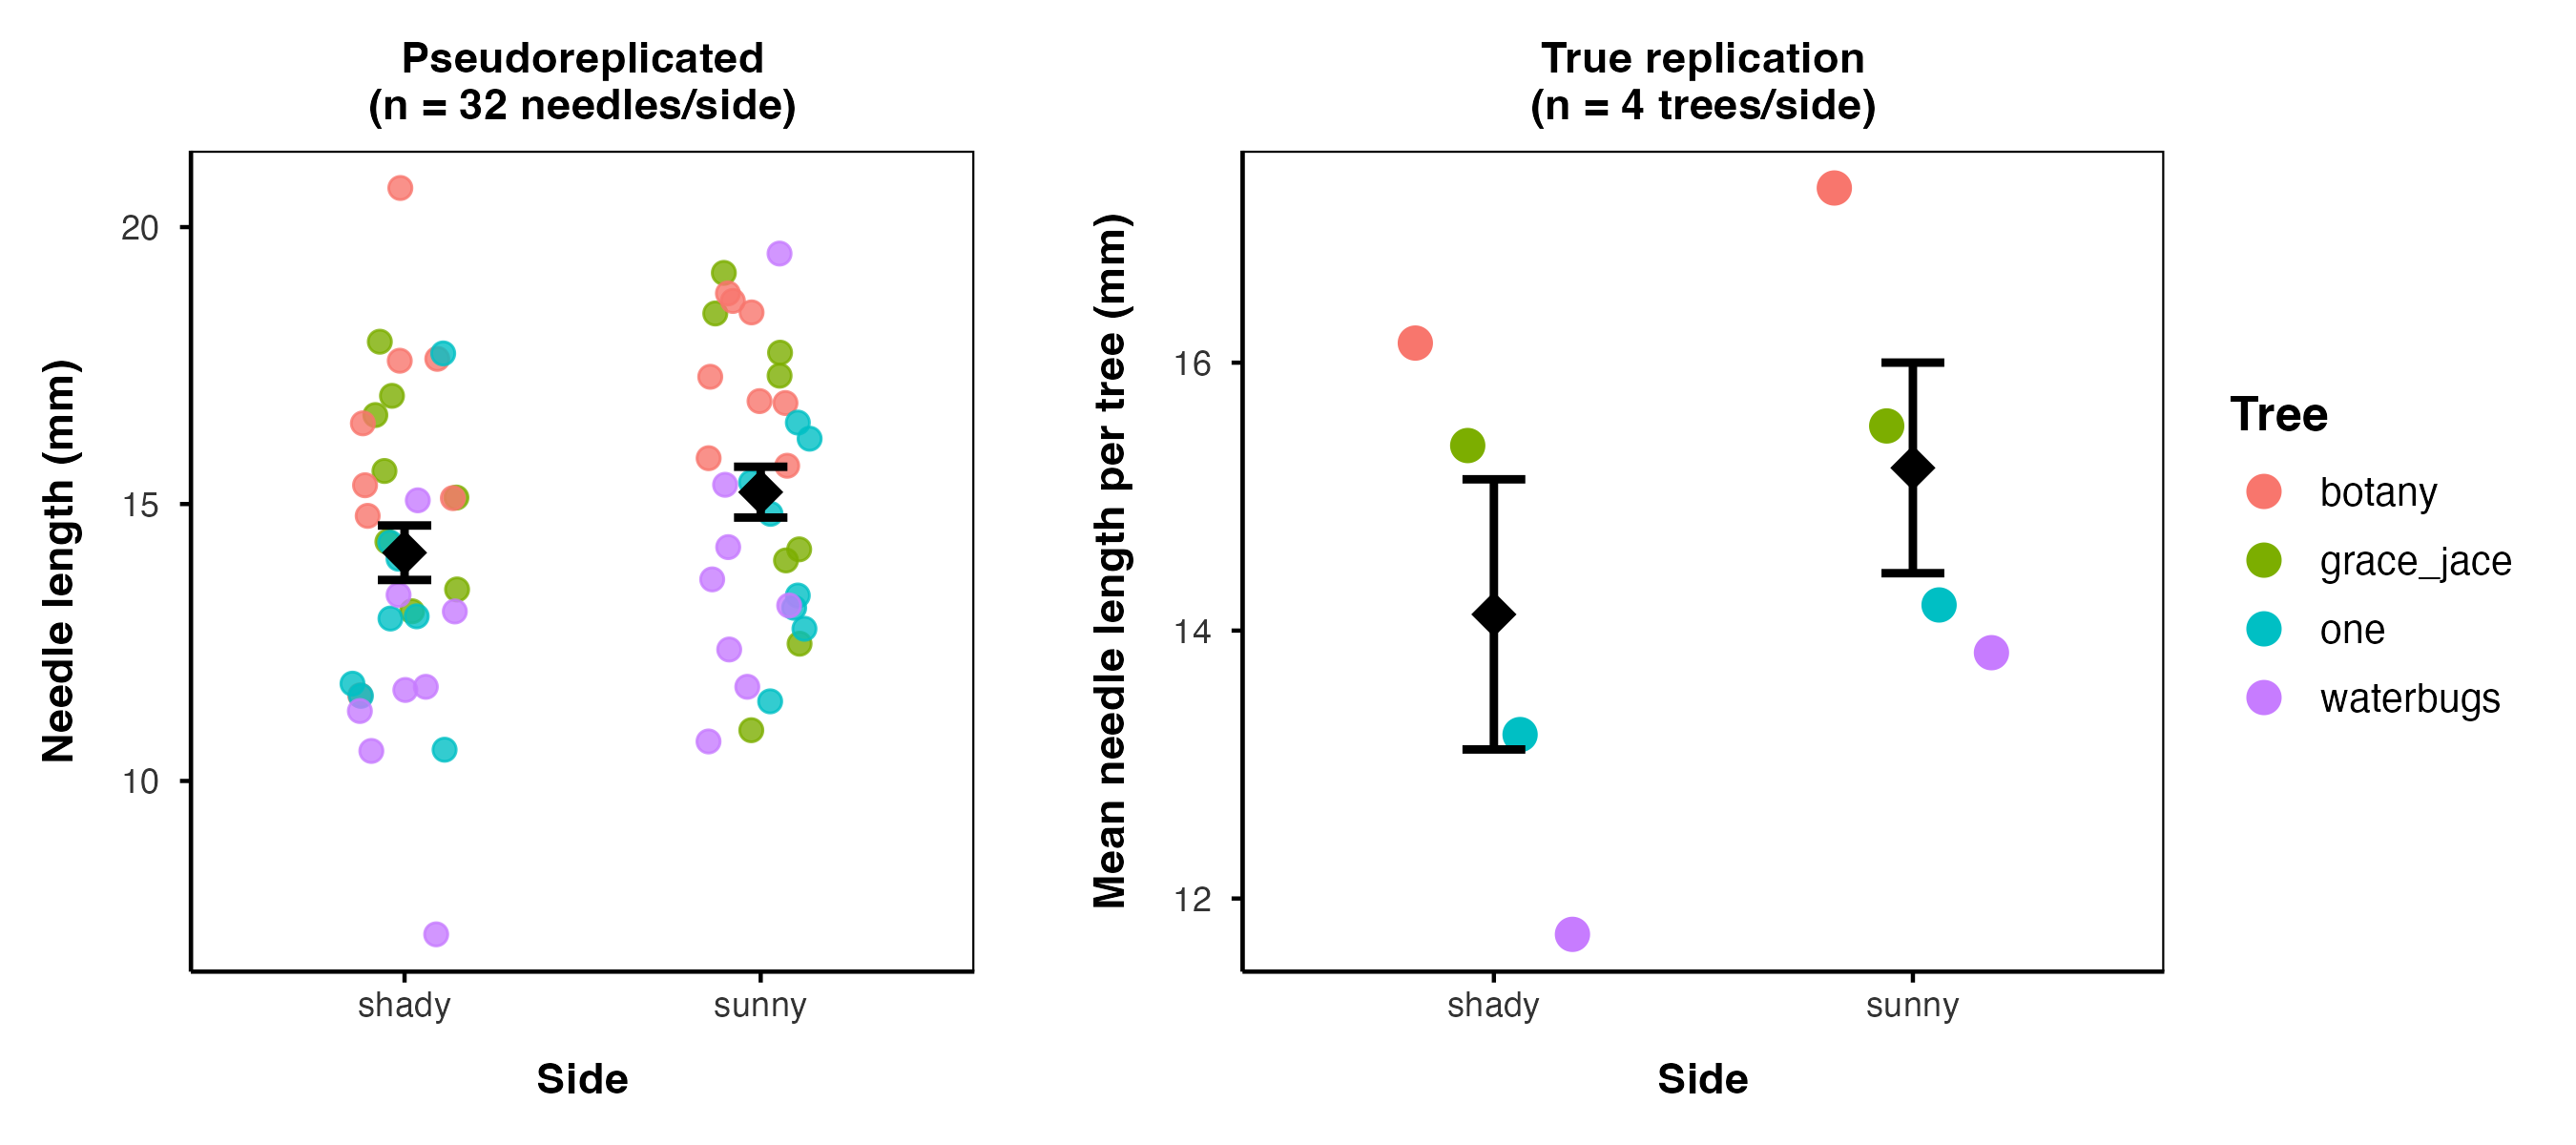 Pseudoreplicated
(n = 32 needles/side)
Needle length (mm)
20
15
10
shady
sunny
Side
True replication
(n = 4 trees/side)
Mean needle length per tree (mm)
16
14
12
shady
sunny
Side
Tree
botany
grace_jace
one
waterbugs